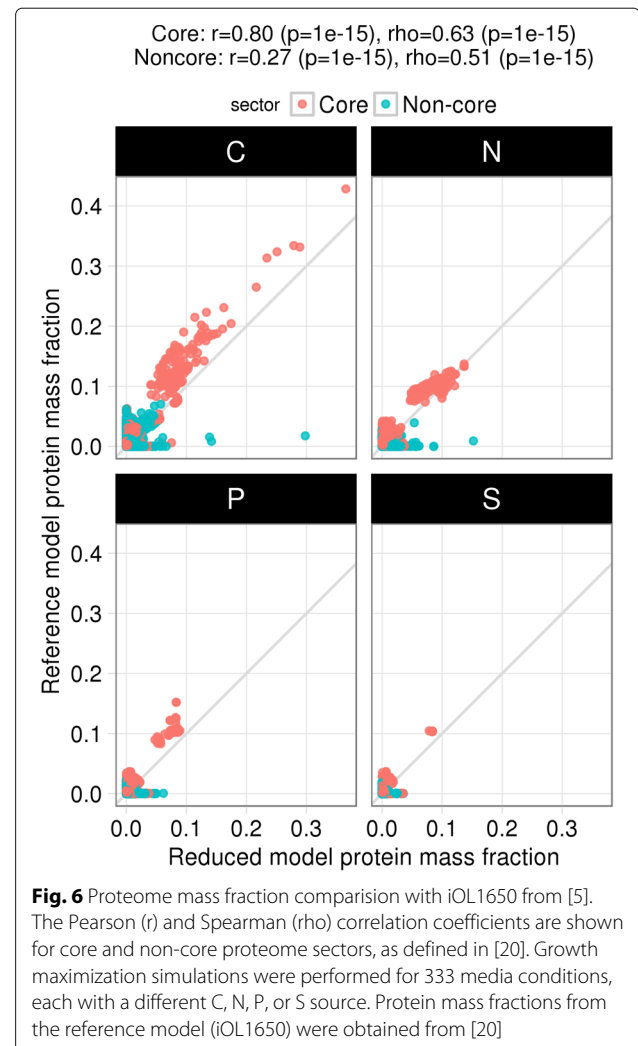 Core: r=0.80 (p=1e-15), rho=0.63 (p=1e-15)
Noncore: r=0.27 (p=1e-15), rho=0.51 (p=1e-15)
sector Core Non-core
C
N
0.4
0.3
0.2
0.1
0.0
P
S
0.4
0.3
0.2
0.1
0.0
0.0 0.1 0.2 0.3
0.0 0.1 0.2 0.3
Reference model protein mass fraction
Reduced model protein mass fraction
Fig. 6 Proteome mass fraction comparision with iOL1650 from [5].
The Pearson (r) and Spearman (rho) correlation coefficients are shown
for core and non-core proteome sectors, as defined in [20]. Growth
maximization simulations were performed for 333 media conditions,
each with a different C, N, P, or S source. Protein mass fractions from
the reference model (iOL1650) were obtained from [20]